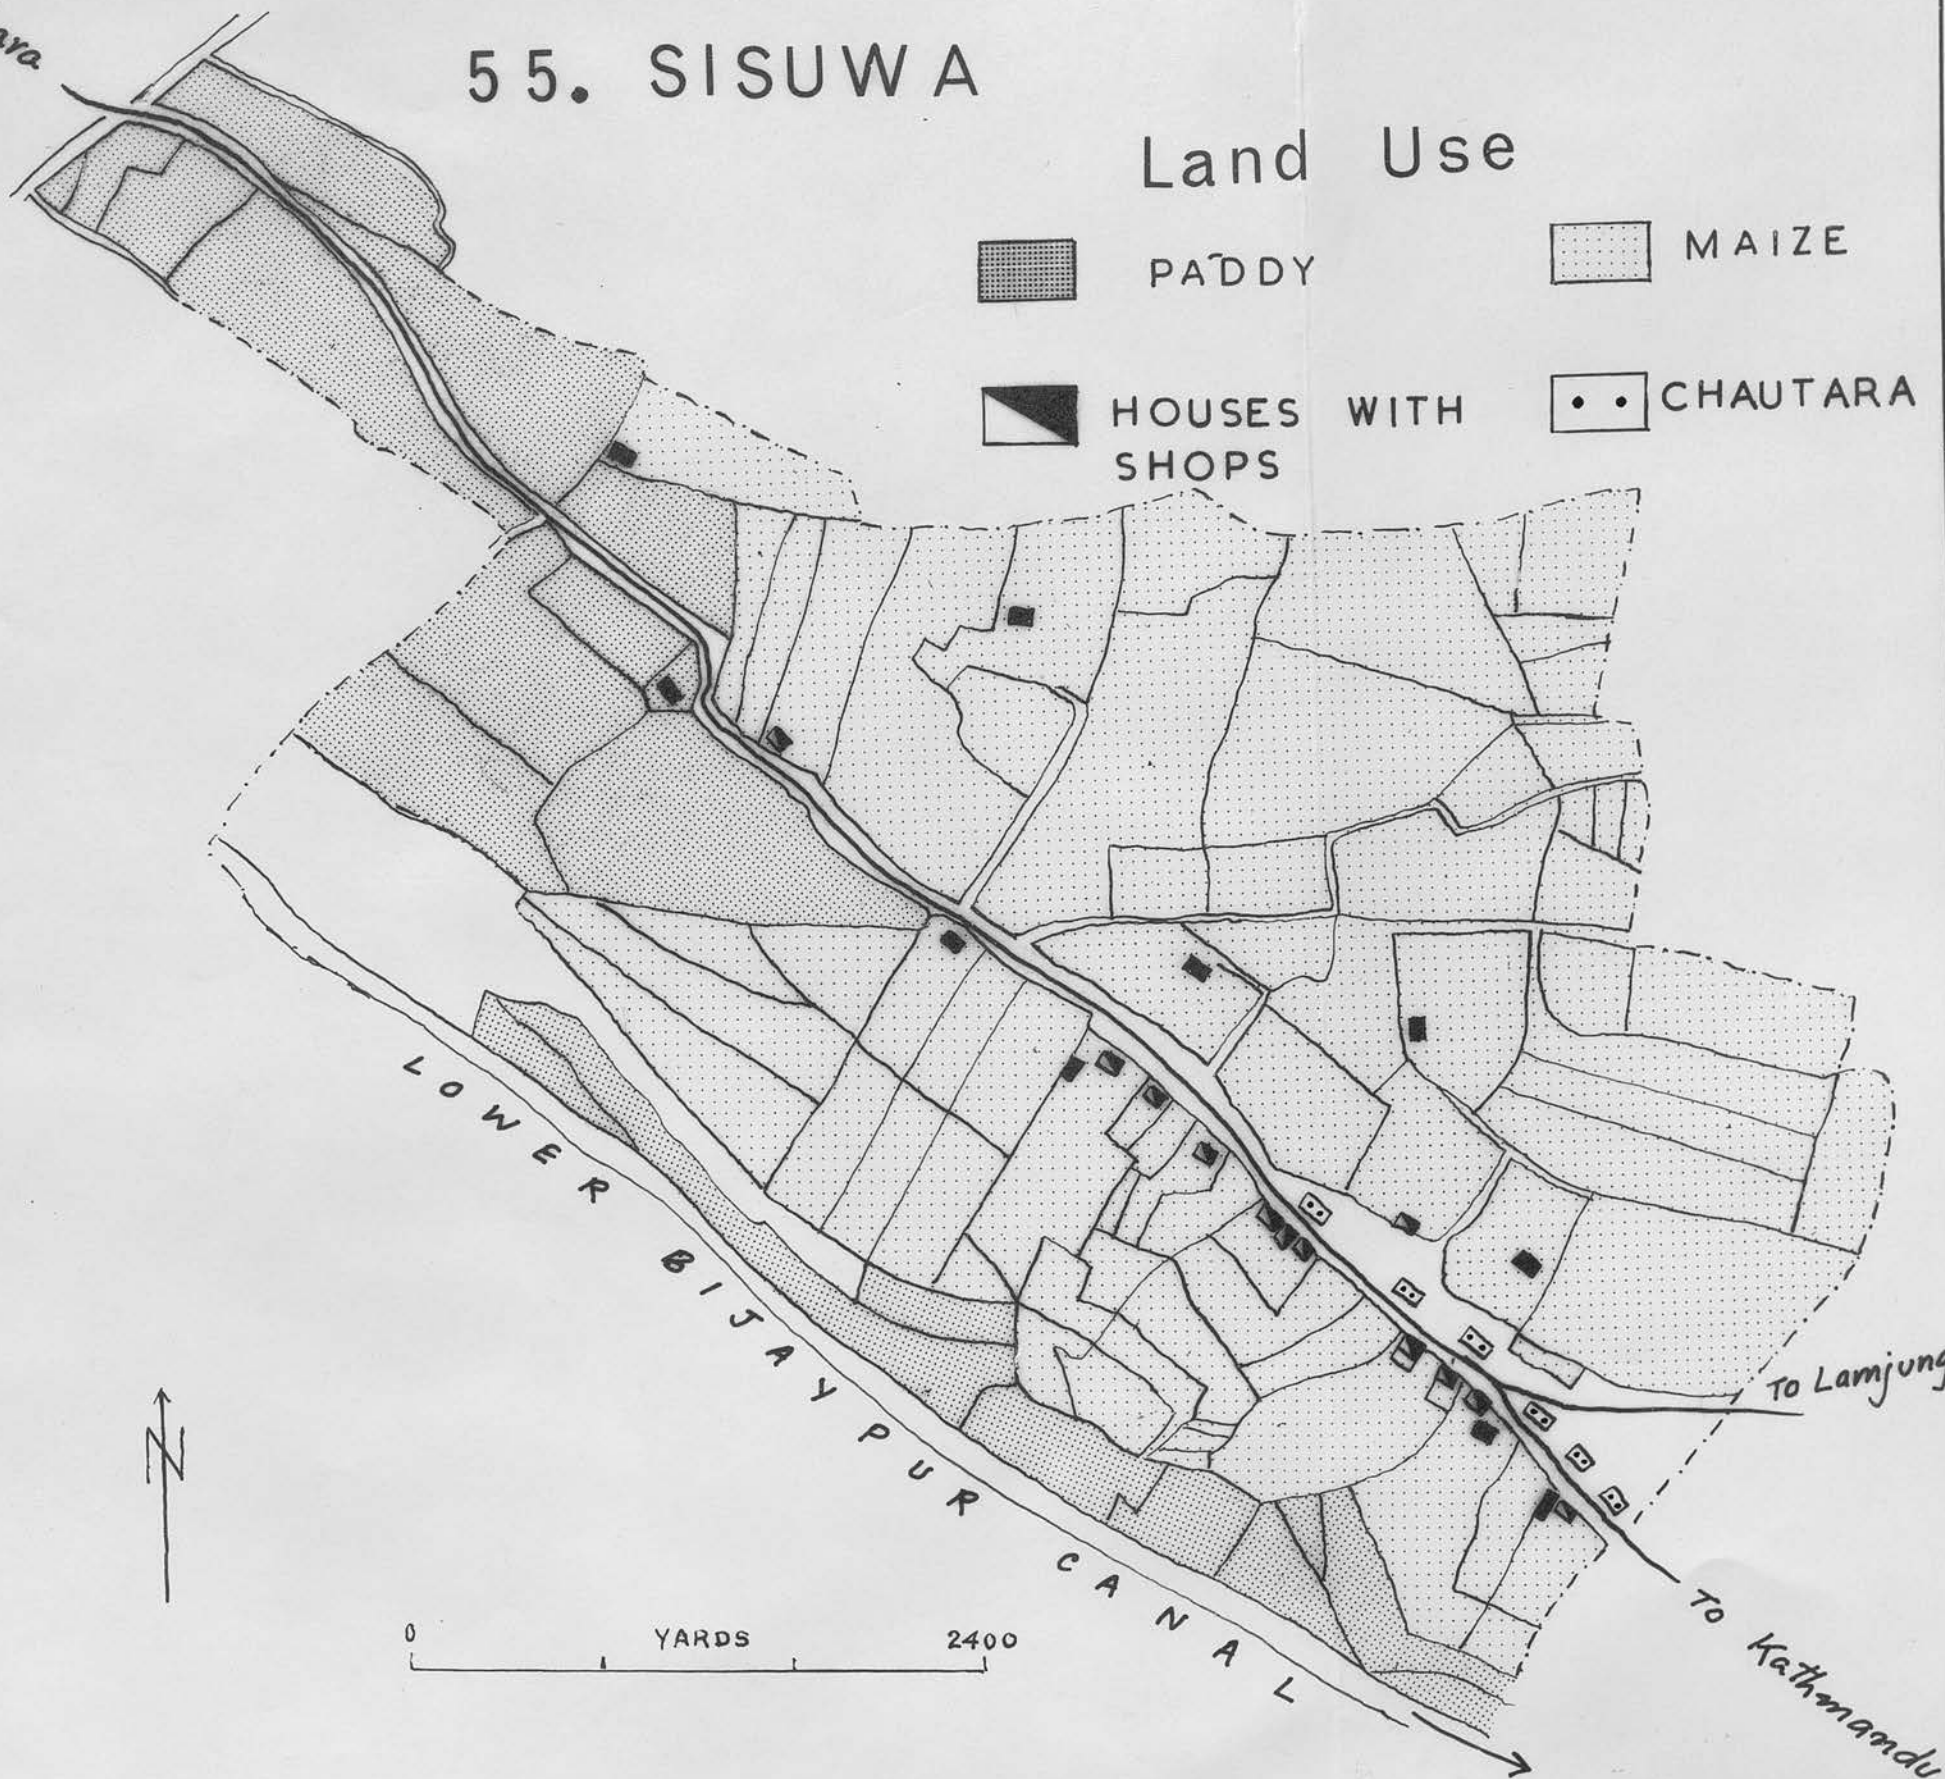 55. SISUWA
Land Use
PADDY
MAIZE
HOUSES WITH
SHOPS
CHAUTARA
LOWER BIJAYPUR CANAL
To Lamjung
To Kathmandu
N
0 YARDS 2400